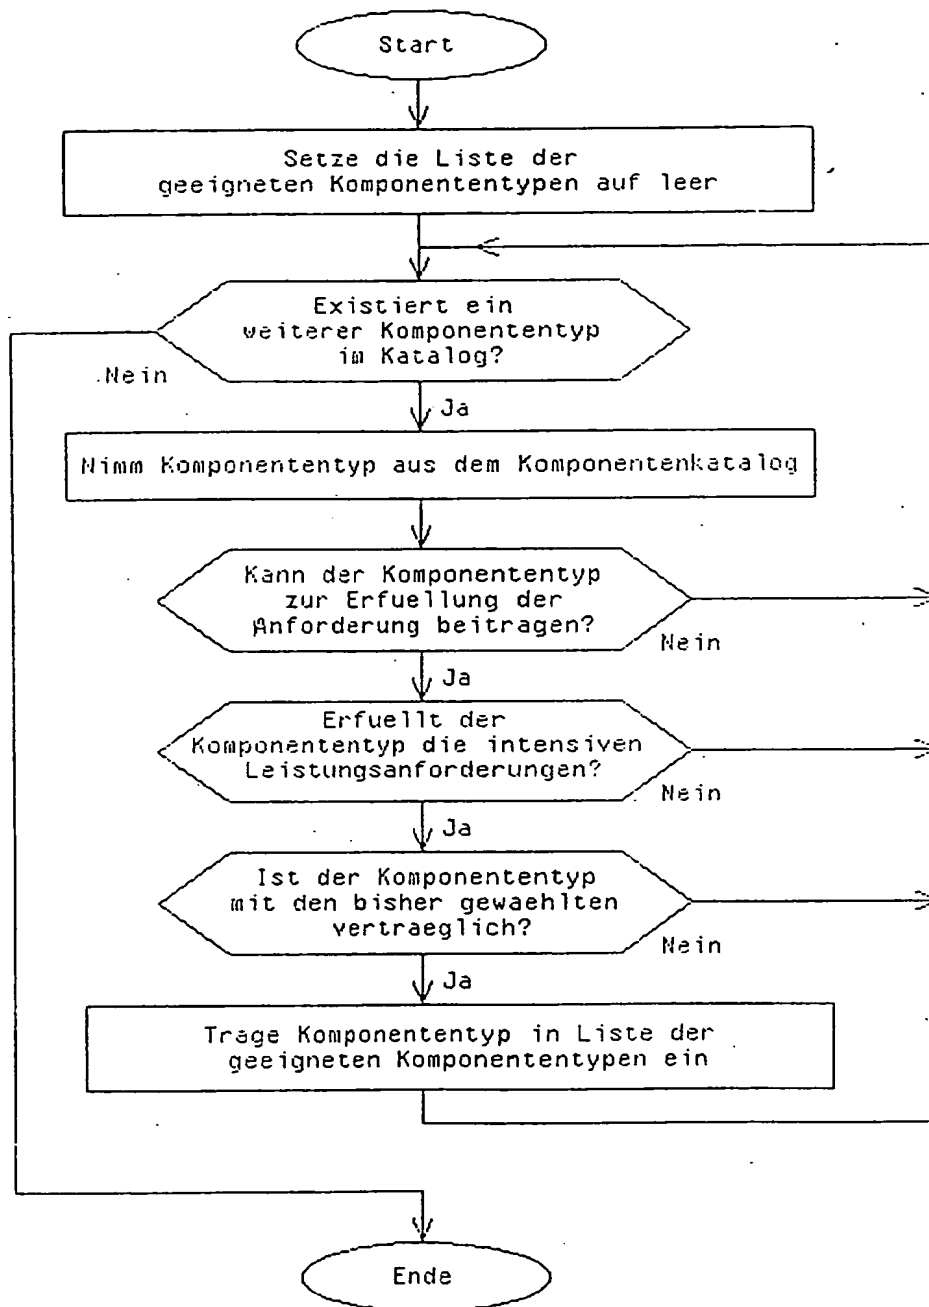 Start
Setze die Liste der
geeigneten Komponententypen auf leer
Existiert ein
weiterer Komponententyp
im Katalog?
Nein
Ja
Nimm Komponententyp aus dem Komponentenkatalog
Kann der Komponententyp
zur Erfuellung der
Anforderung beitragen?
Nein
Ja
Erfuellt der
Komponententyp die intensiven
Leistungsanforderungen?
Nein
Ja
Ist der Komponententyp
mit den bisher gewaehlten
vertraeglich?
Nein
Ja
Trage Komponententyp in Liste der
geeigneten Komponententypen ein
Ende